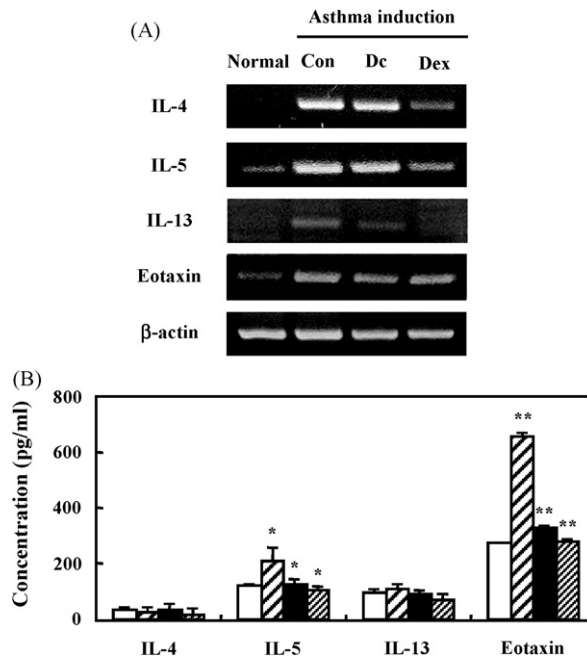 (A)
Asthma induction
Normal Con Dc Dex
IL-4
IL-5
IL-13
Eotaxin
β-actin
(B)
Concentration (pg/ml)
800
600
400
200
0
* * *
** ** **
IL-4 IL-5 IL-13 Eotaxin